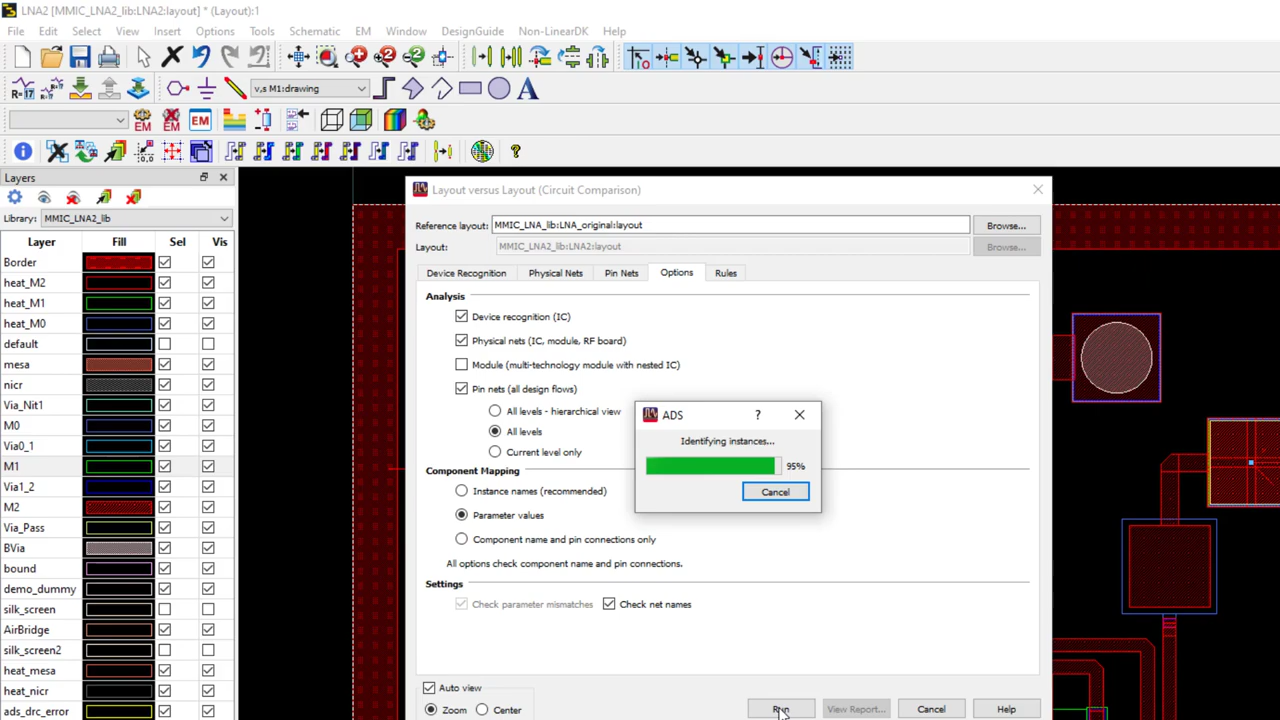 LNA2 [MMIC_LNA2_lib:LNA2:layout] * (Layout):1
File Edit Select View Insert Options Tools Schematic EM Window DesignGuide Non-LinearDK Help
v,s M1:drawing
EM EM EM
Layers
Library: MMIC_LNA2_lib
Layer Fill Sel Vis
Border
heat_M2
heat_M1
heat_M0
default
mesa
nicr
Via_Nit1
M0
Via0_1
M1
Via1_2
M2
Via_Pass
BVia
bound
demo_dummy
silk_screen
AirBridge
silk_screen2
heat_mesa
heat_nicr
ads_drc_error
Layout versus Layout (Circuit Comparison)
Reference layout: MMIC_LNA_lib:LNA_original:layout Browse...
Layout: MMIC_LNA2_lib:LNA2:layout Browse...
Device Recognition Physical Nets Pin Nets Options Rules
Analysis
Device recognition (IC)
Physical nets (IC, module, RF board)
Module (multi-technology module with nested IC)
Pin nets (all design flows)
All levels - hierarchical view
All levels
Current level only
Component Mapping
Instance names (recommended)
Parameter values
Component name and pin connections only
All options check component name and pin connections.
Settings
Check parameter mismatches Check net names
Auto view
Zoom Center
Run View Report... Cancel Help
ADS
Identifying instances...
95%
Cancel